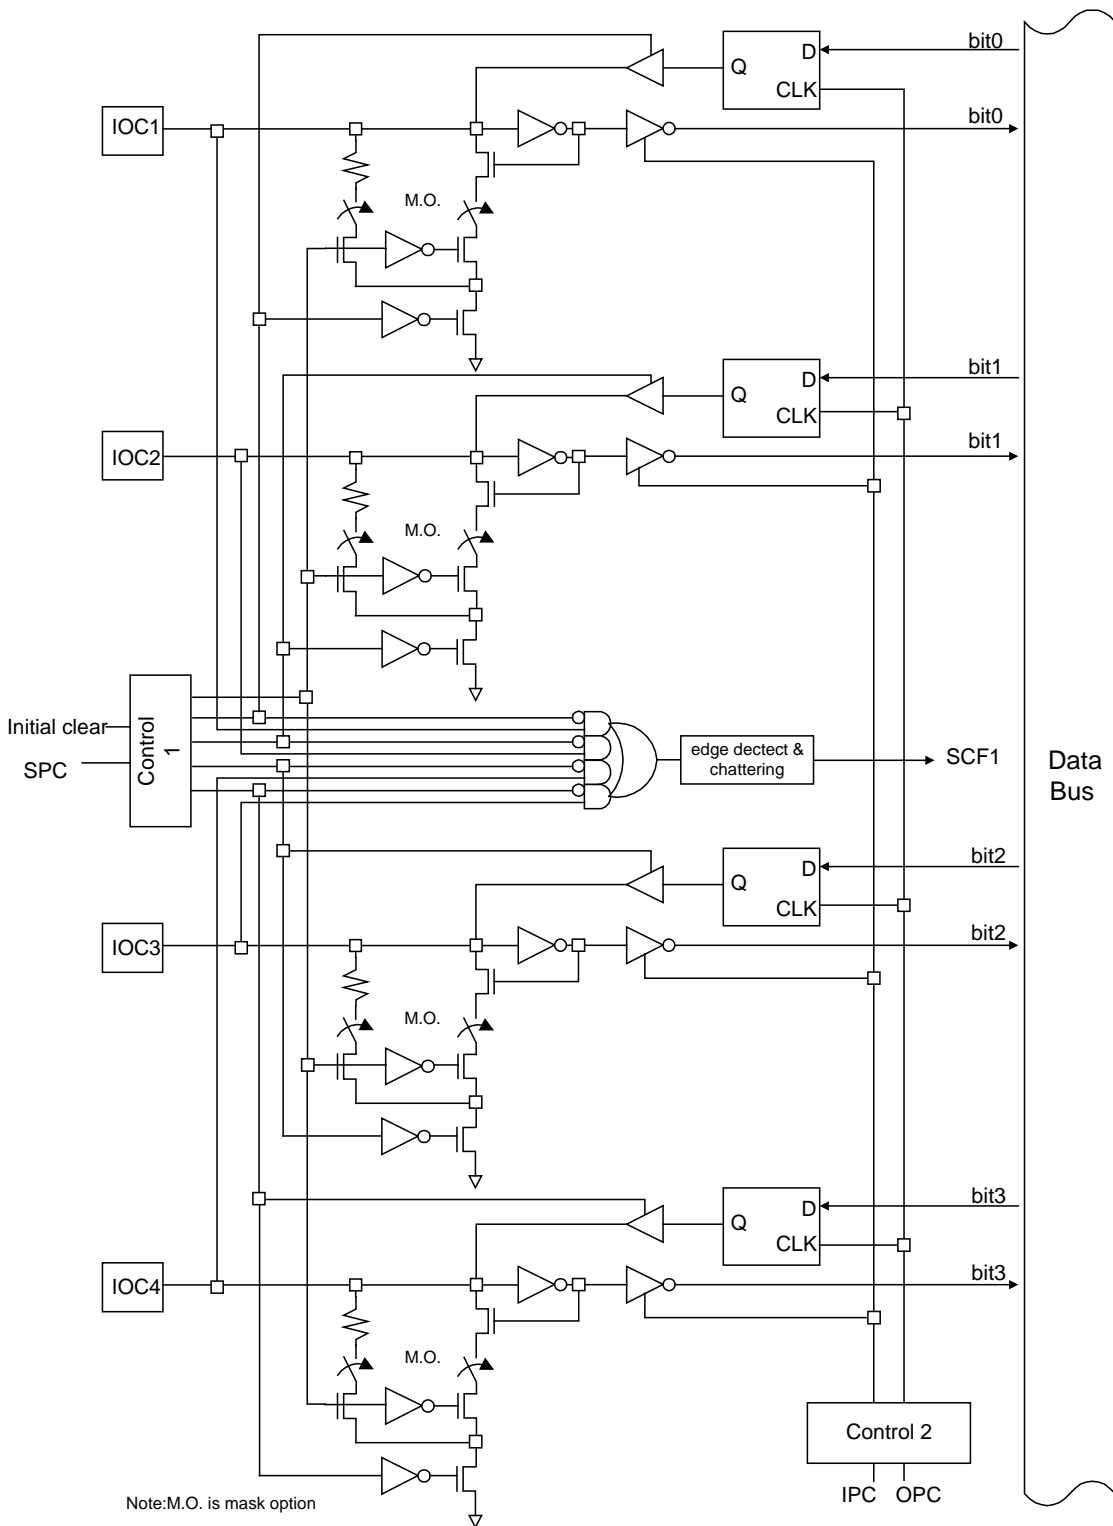 bit0
D
Q
CLK
bit0
IOC1
M.O.
bit1
D
Q
CLK
bit1
IOC2
M.O.
Initial clear
SPC
Control 1
edge dectect &
chattering
SCF1
Data
Bus
bit2
D
Q
CLK
bit2
IOC3
M.O.
bit3
D
Q
CLK
bit3
IOC4
M.O.
Control 2
IPC OPC
Note:M.O. is mask option